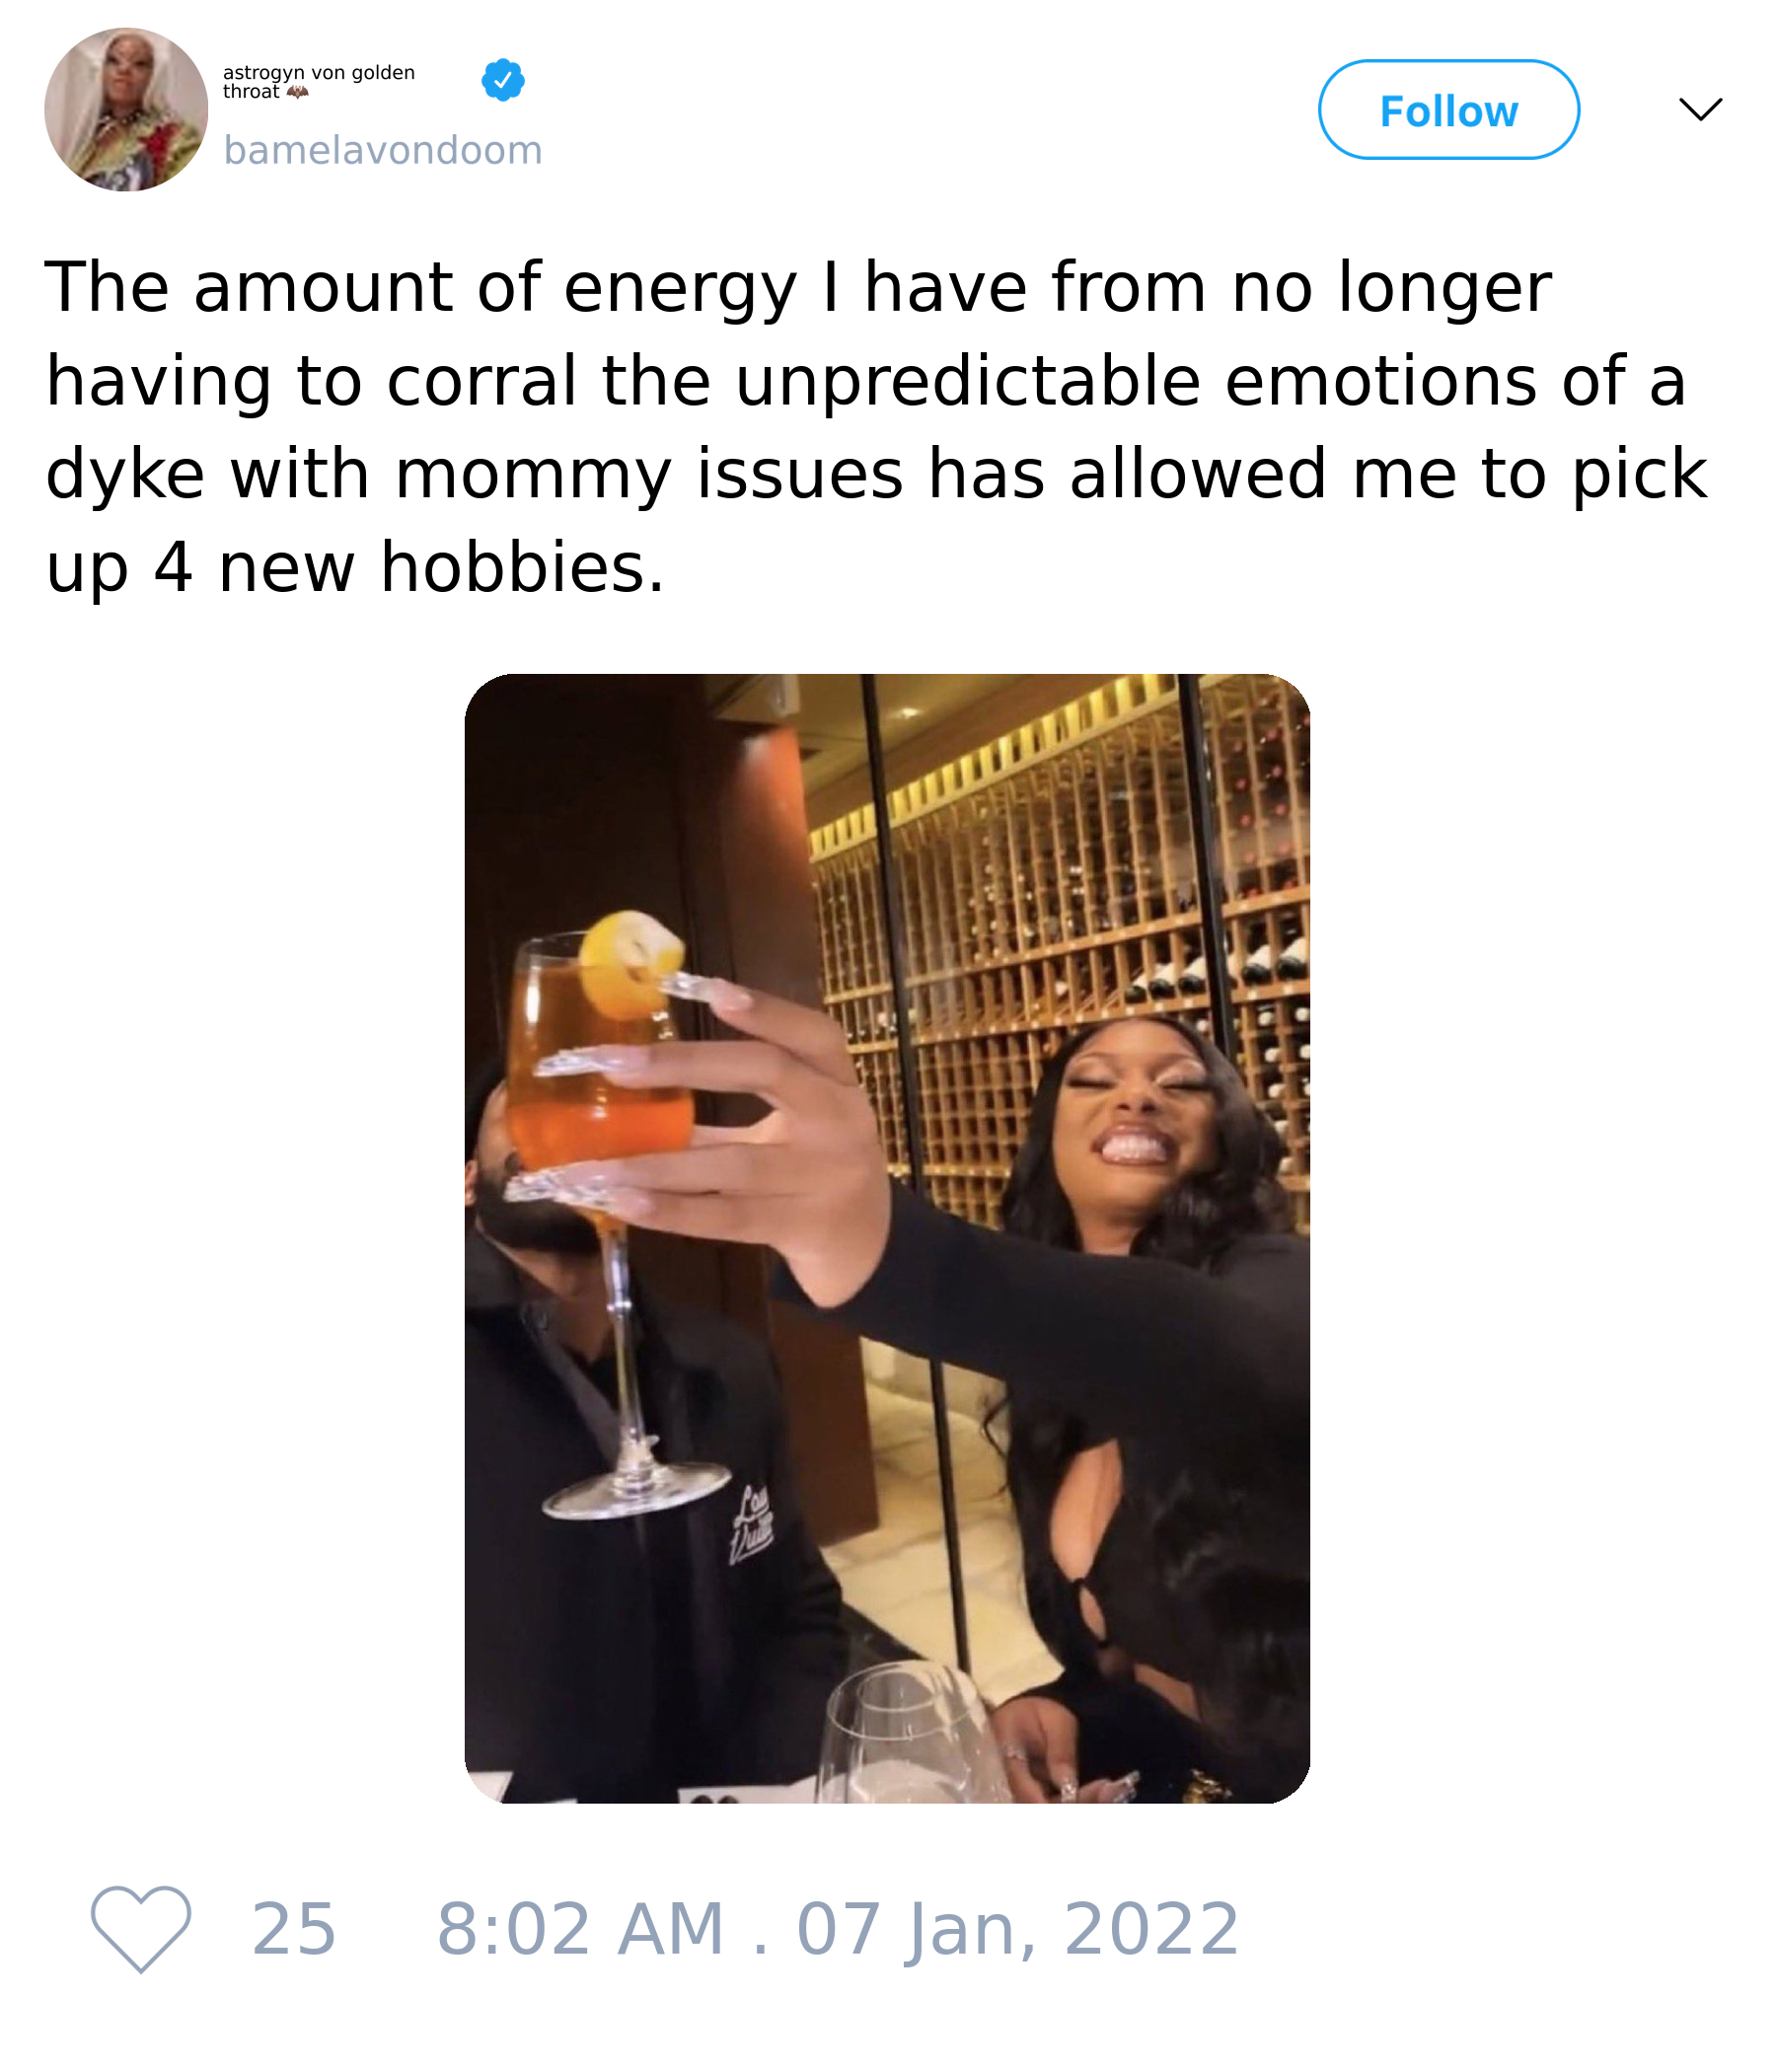 astrogyn von golden
throat 🦇
bamelavondoom
Follow
The amount of energy I have from no longer
having to corral the unpredictable emotions of a
dyke with mommy issues has allowed me to pick
up 4 new hobbies.
25 8:02 AM . 07 Jan, 2022